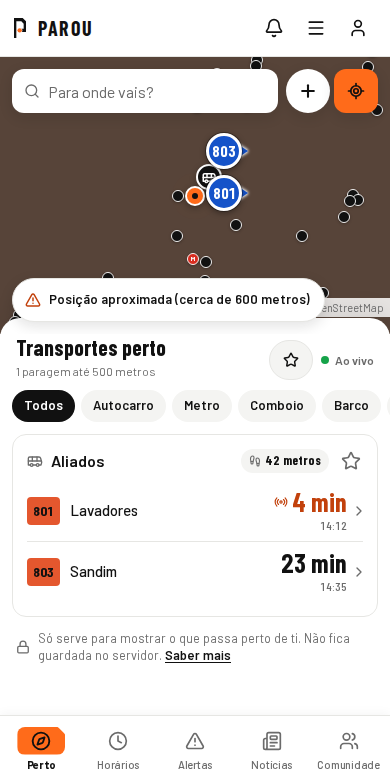 PAROU
Para onde vais?
803
801
M
Posição aproximada (cerca de 600 metros)
enStreetMap
Transportes perto
1 paragem até 500 metros
Ao vivo
Todos
Autocarro
Metro
Comboio
Barco
Aliados
42 metros
801
Lavadores
4 min
14:12
803
Sandim
23 min
14:35
Só serve para mostrar o que passa perto de ti. Não fica
guardada no servidor. Saber mais
Perto
Horários
Alertas
Notícias
Comunidade